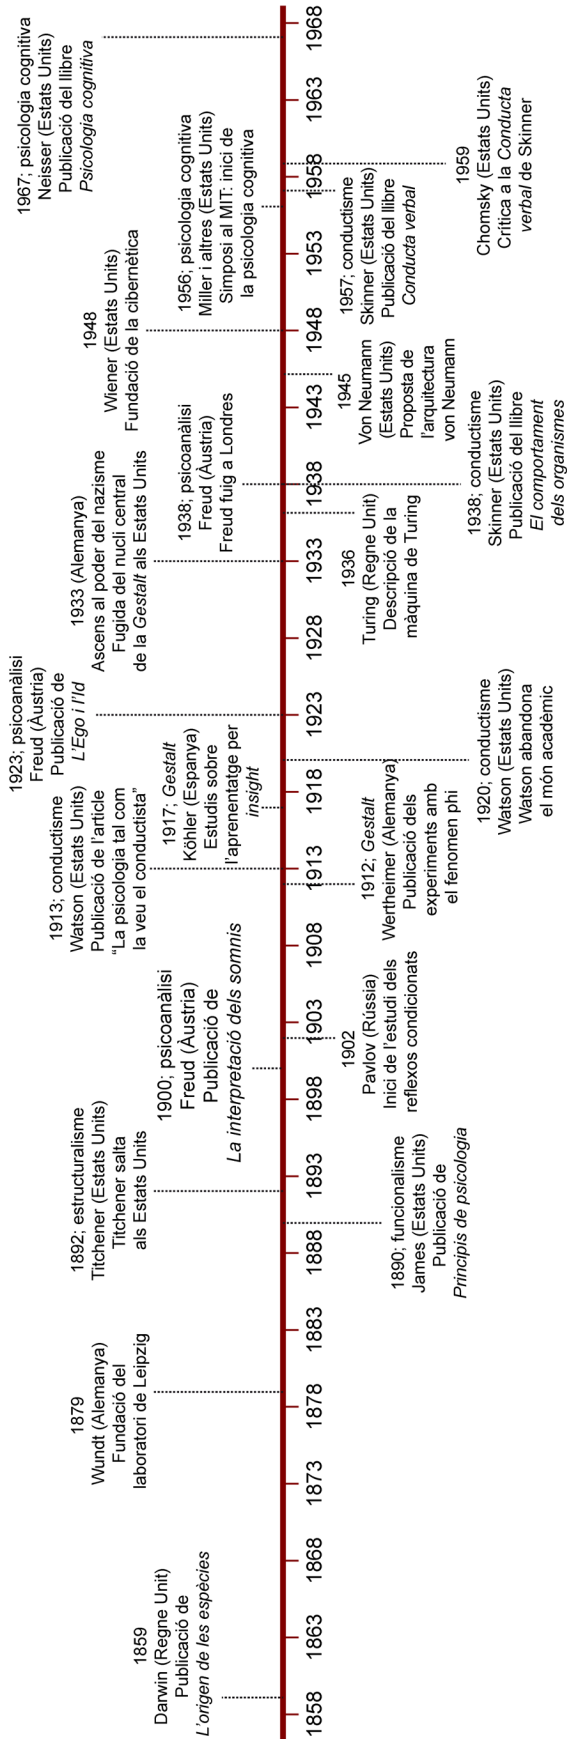 1859
Darwin (Regne Unit)
Publicació de
L'origen de les espècies
1879
Wundt (Alemanya)
Fundació del
laboratori de Leipzig
1892; estructuralisme
Titchener (Estats Units)
Titchener salta
als Estats Units
1900; psicoanàlisi
Freud (Àustria)
Publicació de
La interpretació dels somnis
1913; conductisme
Watson (Estats Units)
Publicació de l'article
“La psicologia tal com
la veu el conductista”
1917; Gestalt
Köhler (Espanya)
Estudis sobre
l'aprenentatge per
insight
1923; psicoanàlisi
Freud (Àustria)
Publicació de
L'Ego i l'Id
1933 (Alemanya)
Ascens al poder del nazisme
Fugida del nucli central
de la Gestalt als Estats Units
1938; psicoanàlisi
Freud (Àustria)
Freud fuig a Londres
1948
Wiener (Estats Units)
Fundació de la cibernètica
1956; psicologia cognitiva
Miller i altres (Estats Units)
Simposi al MIT: inici de
la psicologia cognitiva
1967; psicologia cognitiva
Neisser (Estats Units)
Publicació del llibre
Psicologia cognitiva
1858
1863
1868
1873
1878
1883
1888
1893
1898
1903
1908
1913
1918
1923
1928
1933
1938
1943
1948
1953
1958
1963
1968
1890; funcionalisme
James (Estats Units)
Publicació de
Principis de psicologia
1902
Pavlov (Rússia)
Inici de l'estudi dels
reflexos condicionats
1912; Gestalt
Wertheimer (Alemanya)
Publicació dels
experiments amb
el fenomen phi
1920; conductisme
Watson (Estats Units)
Watson abandona
el món acadèmic
1936
Turing (Regne Unit)
Descripció de la
màquina de Turing
1938; conductisme
Skinner (Estats Units)
Publicació del llibre
El comportament
dels organismes
1945
Von Neumann
(Estats Units)
Proposta de
l'arquitectura
von Neumann
1957; conductisme
Skinner (Estats Units)
Publicació del llibre
Conducta verbal
1959
Chomsky (Estats Units)
Crítica a la Conducta
verbal de Skinner